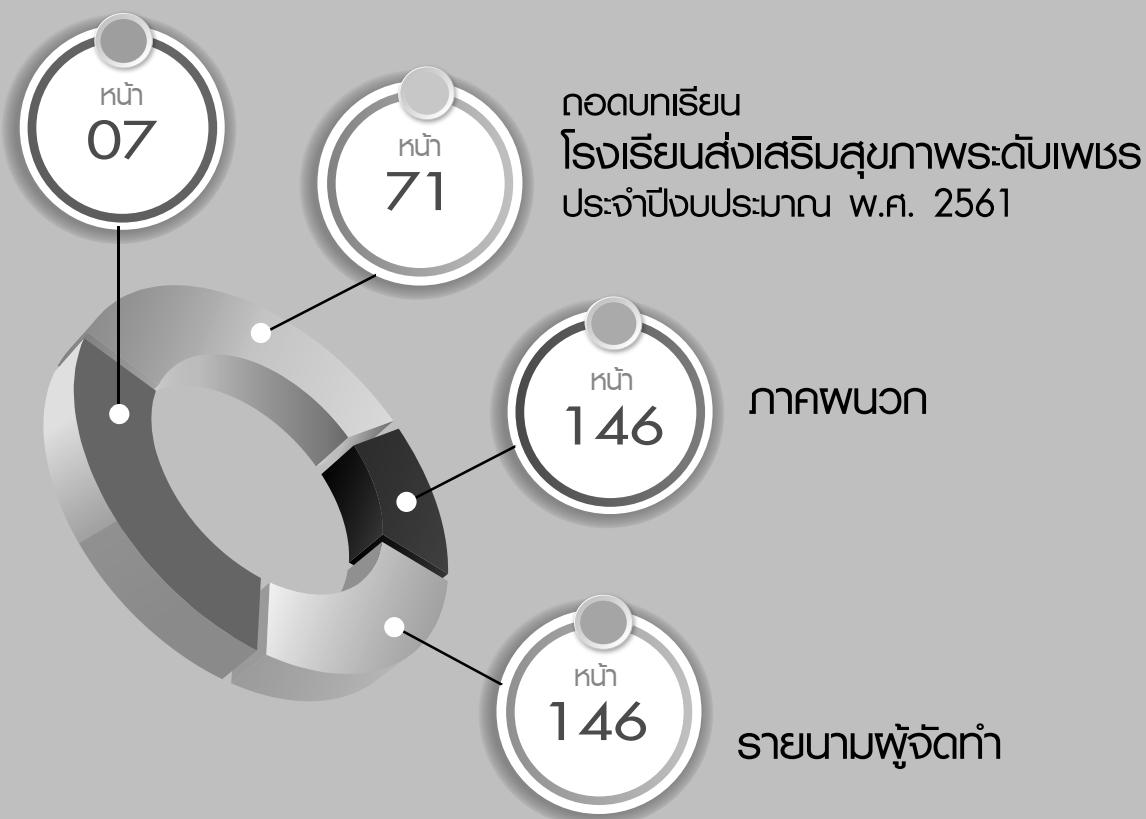 หน้า
07
หน้า
71
ถอดบทเรียน
โรงเรียนส่งเสริมสุขภาพระดับเพชร
ประจำปีงบประมาณ พ.ศ. 2561
หน้า
146
ภาคผนวก
หน้า
146
รายนามผู้จัดทำ